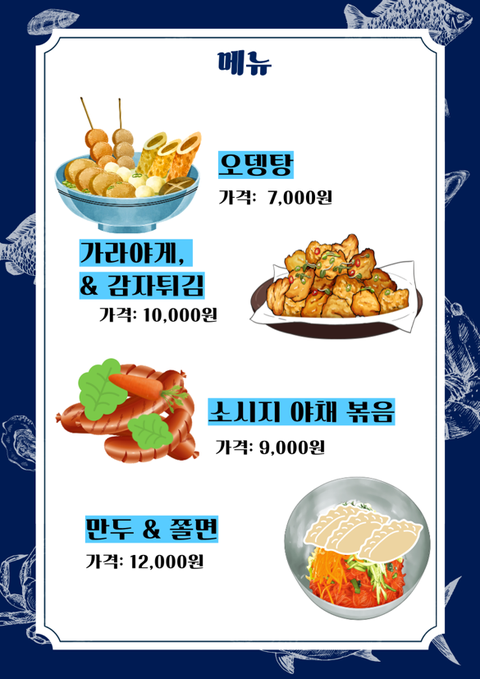 메뉴
오뎅탕
가격: 7,000원
가라야게,
& 감자튀김
가격: 10,000원
소시지 야채 볶음
가격: 9,000원
만두 & 쫄면
가격: 12,000원